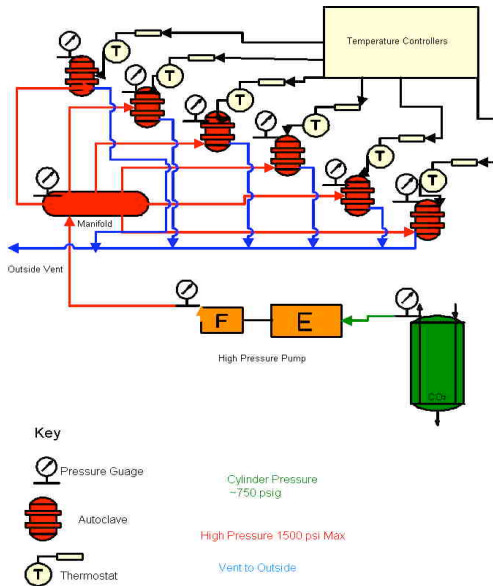 Temperature Controllers
T
T
T
T
T
T
Manifold
Outside Vent
F
E
High Pressure Pump
CO₂
Key
Pressure Guage
Cylinder Pressure
~750 psig
Autoclave
High Pressure 1500 psi Max
T
Thermostat
Vent to Outside